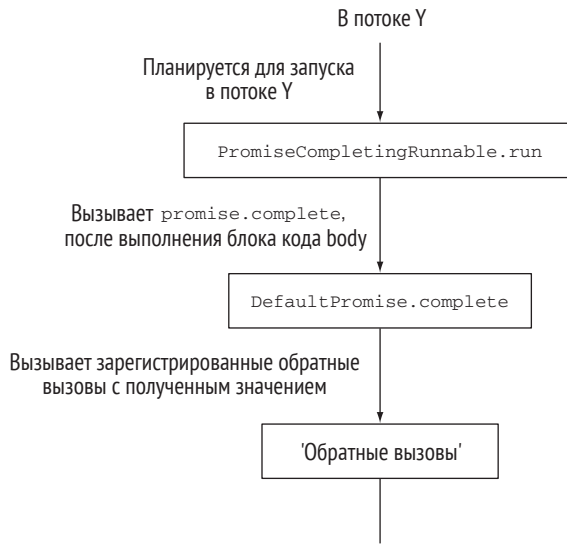 В потоке Y
Планируется для запуска
в потоке Y
PromiseCompletingRunnable.run
Вызывает promise.complete,
после выполнения блока кода body
DefaultPromise.complete
Вызывает зарегистрированные обратные
вызовы с полученным значением
'Обратные вызовы'